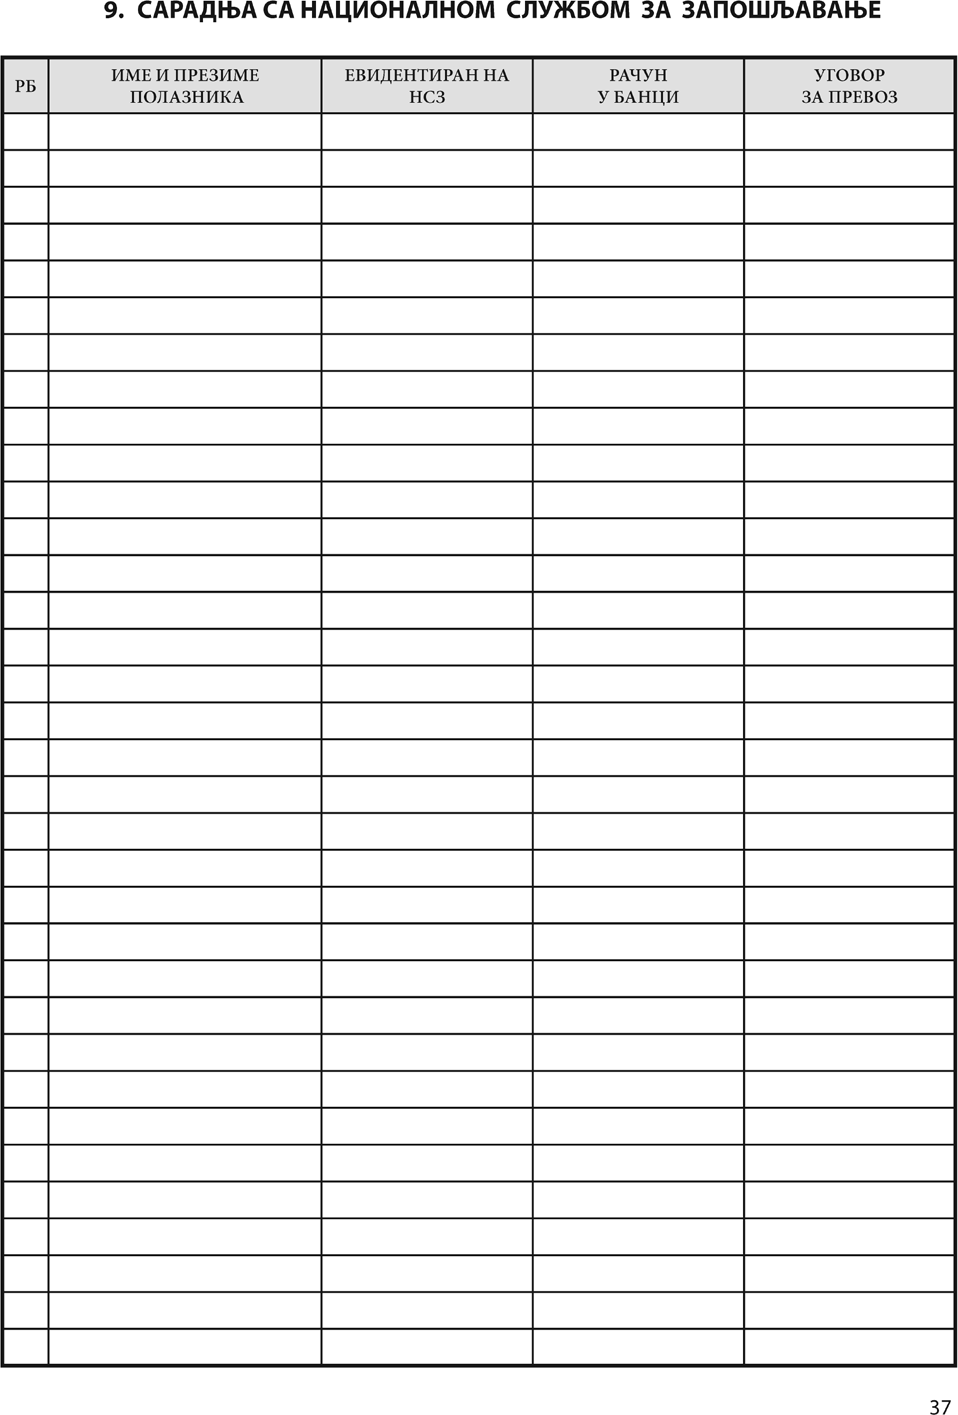 9. САРАДЊА СА НАЦИОНАЛНОМ СЛУЖБОМ ЗА ЗАПОШЉАВАЊЕ
РБ
ИМЕ И ПРЕЗИМЕ
ПОЛАЗНИКА
ЕВИДЕНТИРАН НА
НСЗ
РАЧУН
У БАНЦИ
УГОВОР
ЗА ПРЕВОЗ
37